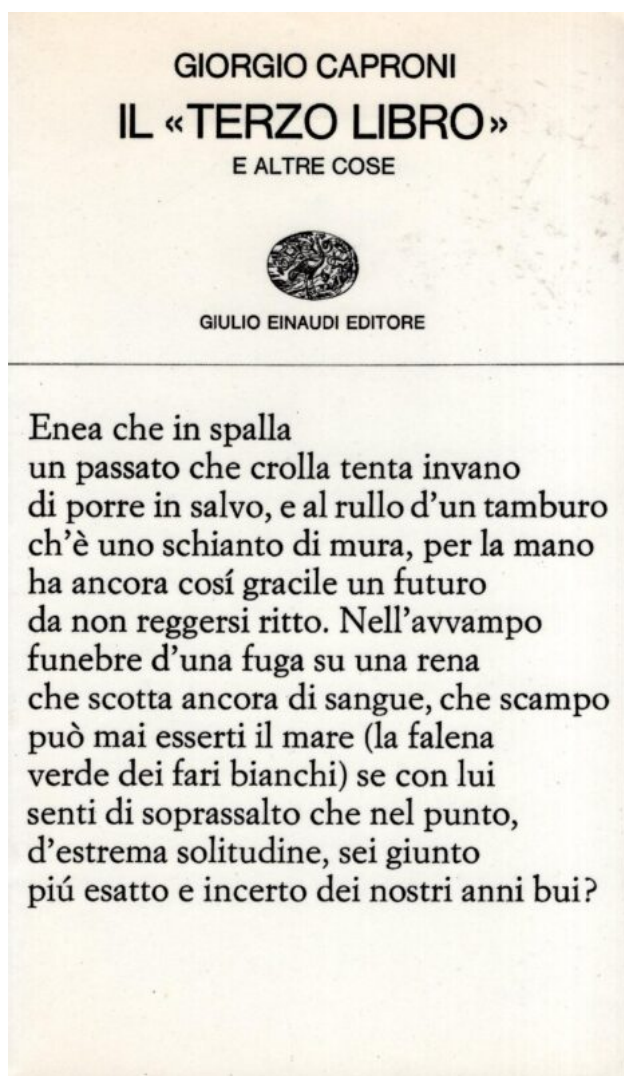 GIORGIO CAPRONI
IL «TERZO LIBRO»
E ALTRE COSE
GIULIO EINAUDI EDITORE
Enea che in spalla
un passato che crolla tenta invano
di porre in salvo, e al rullo d'un tamburo
ch'è uno schianto di mura, per la mano
ha ancora cosí gracile un futuro
da non reggersi ritto. Nell'avvampo
funebre d'una fuga su una rena
che scotta ancora di sangue, che scampo
può mai esserti il mare (la falena
verde dei fari bianchi) se con lui
senti di soprassalto che nel punto,
d'estrema solitudine, sei giunto
piú esatto e incerto dei nostri anni bui?